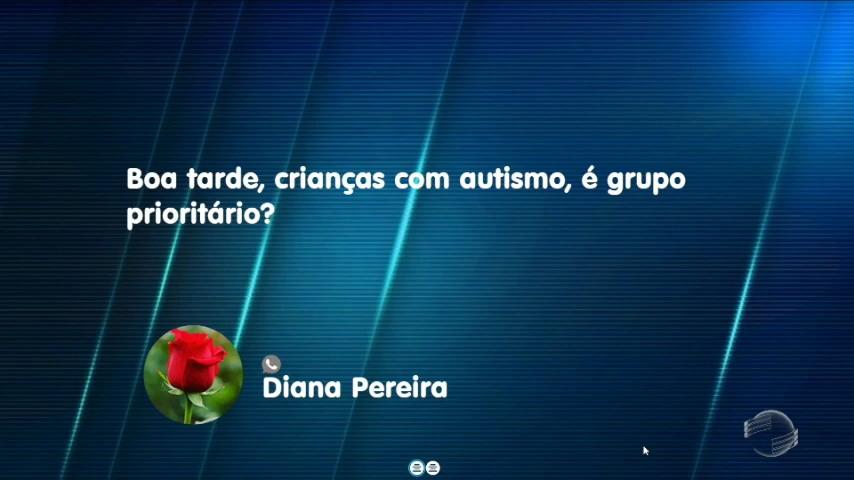 Boa tarde, crianças com autismo, é grupo
prioritário?
Diana Pereira